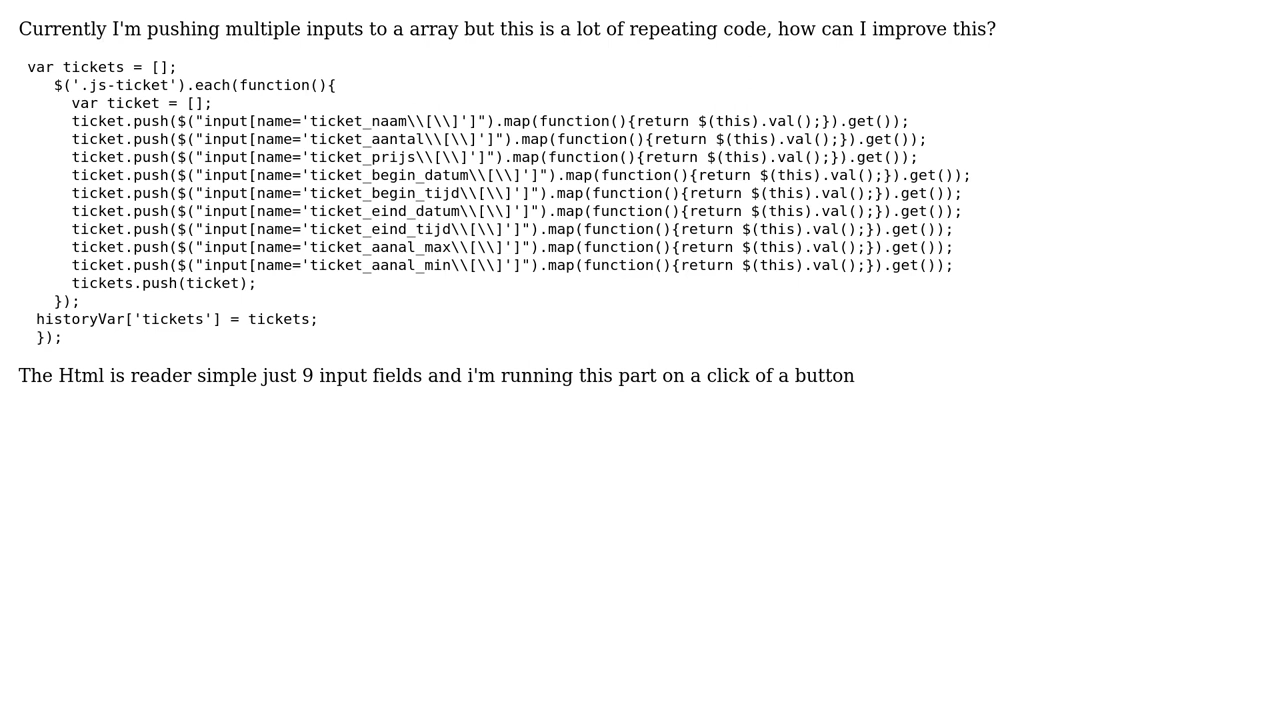 Currently I'm pushing multiple inputs to a array but this is a lot of repeating code, how can I improve this?
var tickets = [];
$('.js-ticket').each(function(){
var ticket = [];
ticket.push($("input[name='ticket_naam\\[\\]']").map(function(){return $(this).val();}).get());
ticket.push($("input[name='ticket_aantal\\[\\]']").map(function(){return $(this).val();}).get());
ticket.push($("input[name='ticket_prijs\\[\\]']").map(function(){return $(this).val();}).get());
ticket.push($("input[name='ticket_begin_datum\\[\\]']").map(function(){return $(this).val();}).get());
ticket.push($("input[name='ticket_begin_tijd\\[\\]']").map(function(){return $(this).val();}).get());
ticket.push($("input[name='ticket_eind_datum\\[\\]']").map(function(){return $(this).val();}).get());
ticket.push($("input[name='ticket_eind_tijd\\[\\]']").map(function(){return $(this).val();}).get());
ticket.push($("input[name='ticket_aanal_max\\[\\]']").map(function(){return $(this).val();}).get());
ticket.push($("input[name='ticket_aanal_min\\[\\]']").map(function(){return $(this).val();}).get());
tickets.push(ticket);
});
historyVar['tickets'] = tickets;
});
The Html is reader simple just 9 input fields and i'm running this part on a click of a button